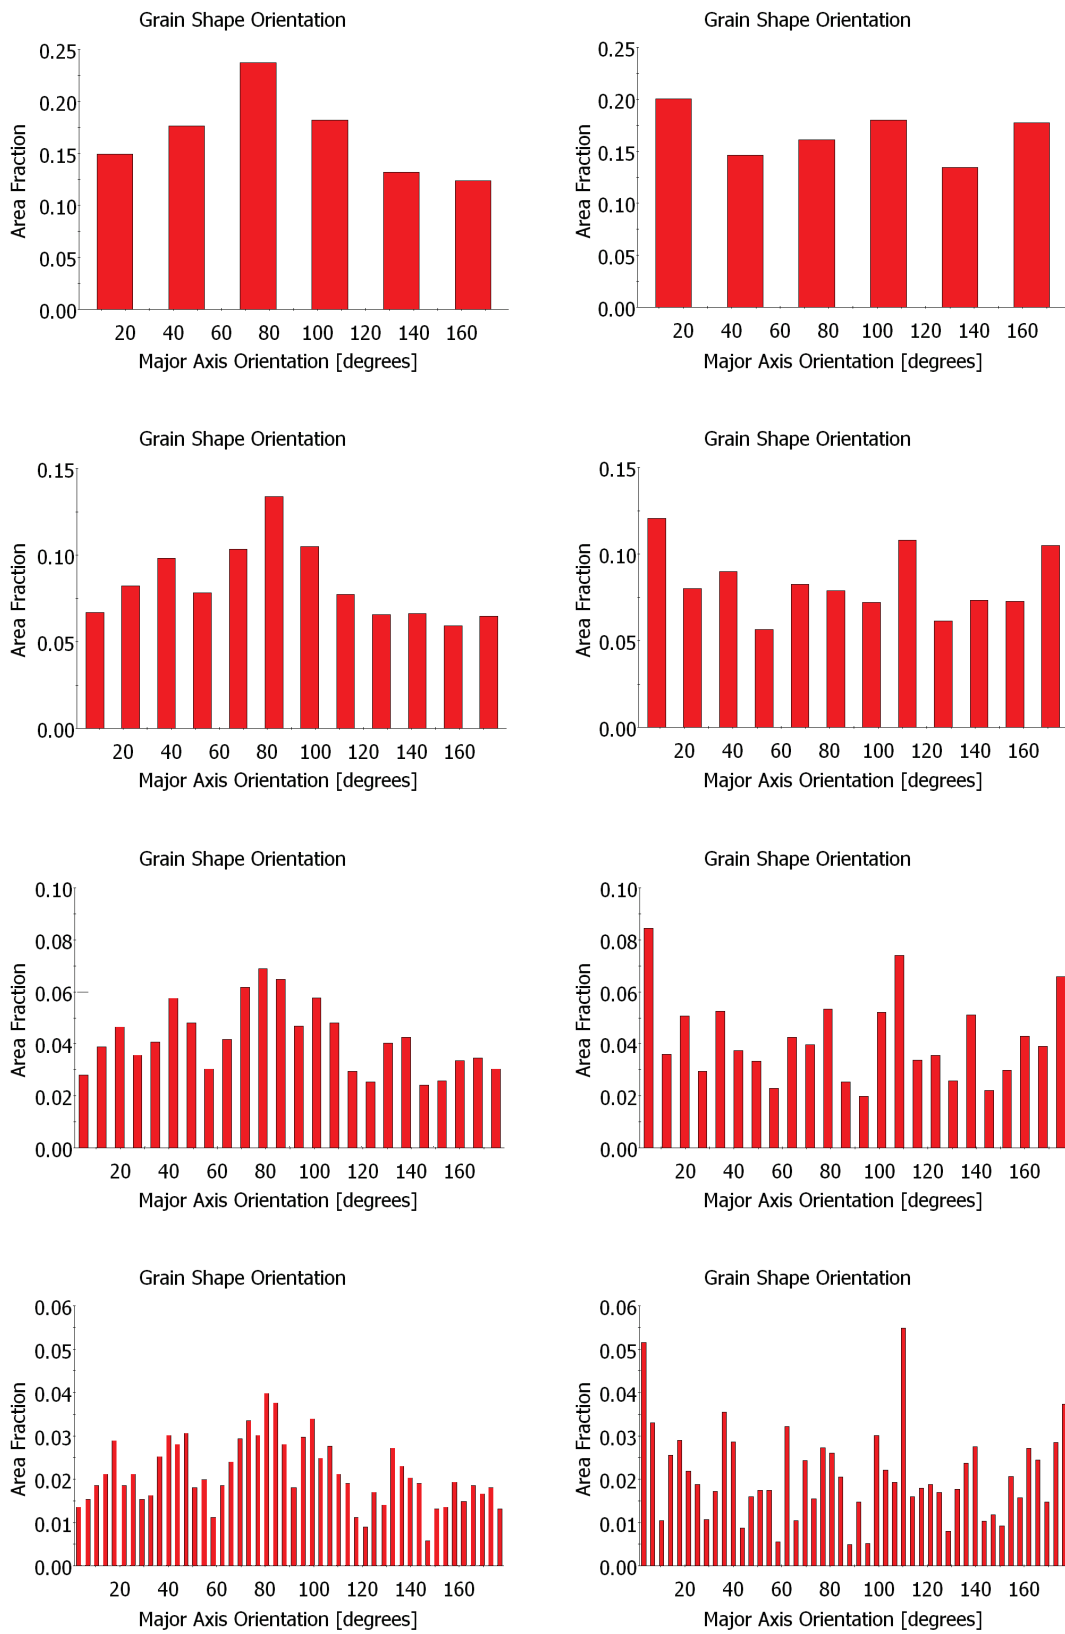 Grain Shape Orientation
0.25
0.20
0.15
0.10
0.05
0.00
Area Fraction
20 40 60 80 100 120 140 160
Major Axis Orientation [degrees]
Grain Shape Orientation
0.25
0.20
0.15
0.10
0.05
0.00
Area Fraction
20 40 60 80 100 120 140 160
Major Axis Orientation [degrees]
Grain Shape Orientation
0.15
0.10
0.05
0.00
Area Fraction
20 40 60 80 100 120 140 160
Major Axis Orientation [degrees]
Grain Shape Orientation
0.15
0.10
0.05
0.00
Area Fraction
20 40 60 80 100 120 140 160
Major Axis Orientation [degrees]
Grain Shape Orientation
0.10
0.08
0.06
0.04
0.02
0.00
Area Fraction
20 40 60 80 100 120 140 160
Major Axis Orientation [degrees]
Grain Shape Orientation
0.10
0.08
0.06
0.04
0.02
0.00
Area Fraction
20 40 60 80 100 120 140 160
Major Axis Orientation [degrees]
Grain Shape Orientation
0.06
0.05
0.04
0.03
0.02
0.01
0.00
Area Fraction
20 40 60 80 100 120 140 160
Major Axis Orientation [degrees]
Grain Shape Orientation
0.06
0.05
0.04
0.03
0.02
0.01
0.00
Area Fraction
20 40 60 80 100 120 140 160
Major Axis Orientation [degrees]